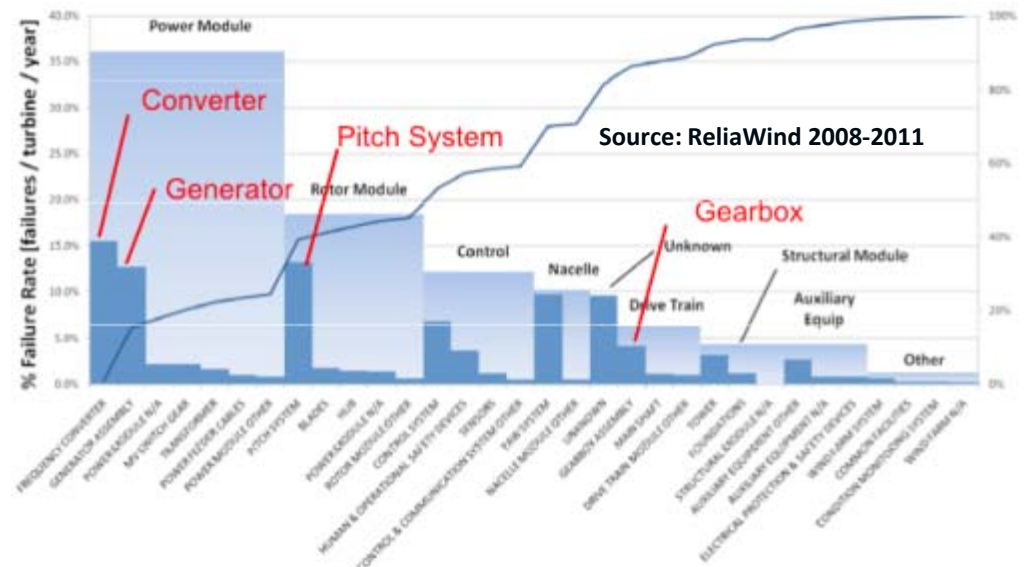 % Failure Rate [failures / turbine / year]
40.0%
35.0%
30.0%
25.0%
20.0%
15.0%
10.0%
5.0%
0.0%
100%
80%
60%
40%
20%
0%
Power Module
Converter
Generator
Pitch System
Rotor Module
Source: ReliaWind 2008-2011
Control
Nacelle
Unknown
Gearbox
Drive Train
Structural Module
Auxiliary
Equip
Other
FREQUENCY CONVERTER
GENERATOR ASSEMBLY
POWER MODULE N/A
MV SWITCH GEAR
TRANSFORMER
POWER FEEDER CABLES
POWER MODULE OTHER
PITCH SYSTEM
BLADES
HUB
POWER MODULE N/A
ROTOR MODULE OTHER
CONTROL SYSTEM
HUMAN & OPERATIONAL SAFETY DEVICES
SENSORS
CONTROL & COMMUNICATION SYSTEM OTHER
YAW SYSTEM
NACELLE MODULE OTHER
UNKNOWN
GEARBOX ASSEMBLY
MAIN SHAFT
DRIVE TRAIN MODULE OTHER
TOWER
FOUNDATIONS
STRUCTURAL MODULE N/A
AUXILIARY EQUIPMENT OTHER
AUXILIARY EQUIPMENT N/A
ELECTRICAL PROTECTION & SAFETY DEVICES
WIND FARM SYSTEM
COMMON FACILITIES
CONDITION MONITORING SYSTEM
WIND FARM N/A